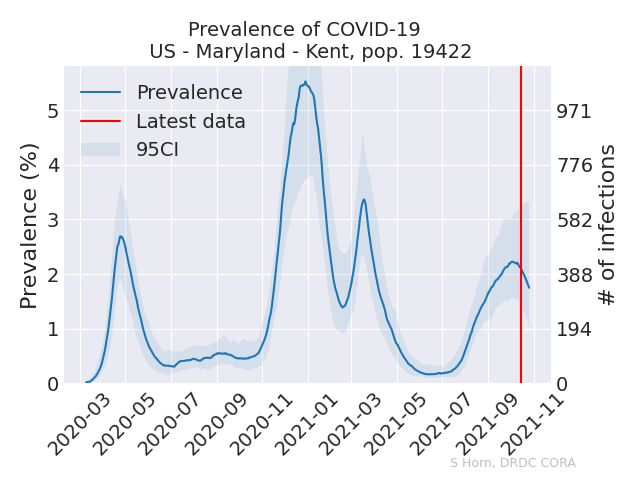 Prevalence of COVID-19
US - Maryland - Kent, pop. 19422
Prevalence
Latest data
95CI
Prevalence (%)
5
4
3
2
1
0
971
776
582
388
194
0
# of infections
2020-03
2020-05
2020-07
2020-09
2020-11
2021-01
2021-03
2021-05
2021-07
2021-09
2021-11
S Horn, DRDC CORA